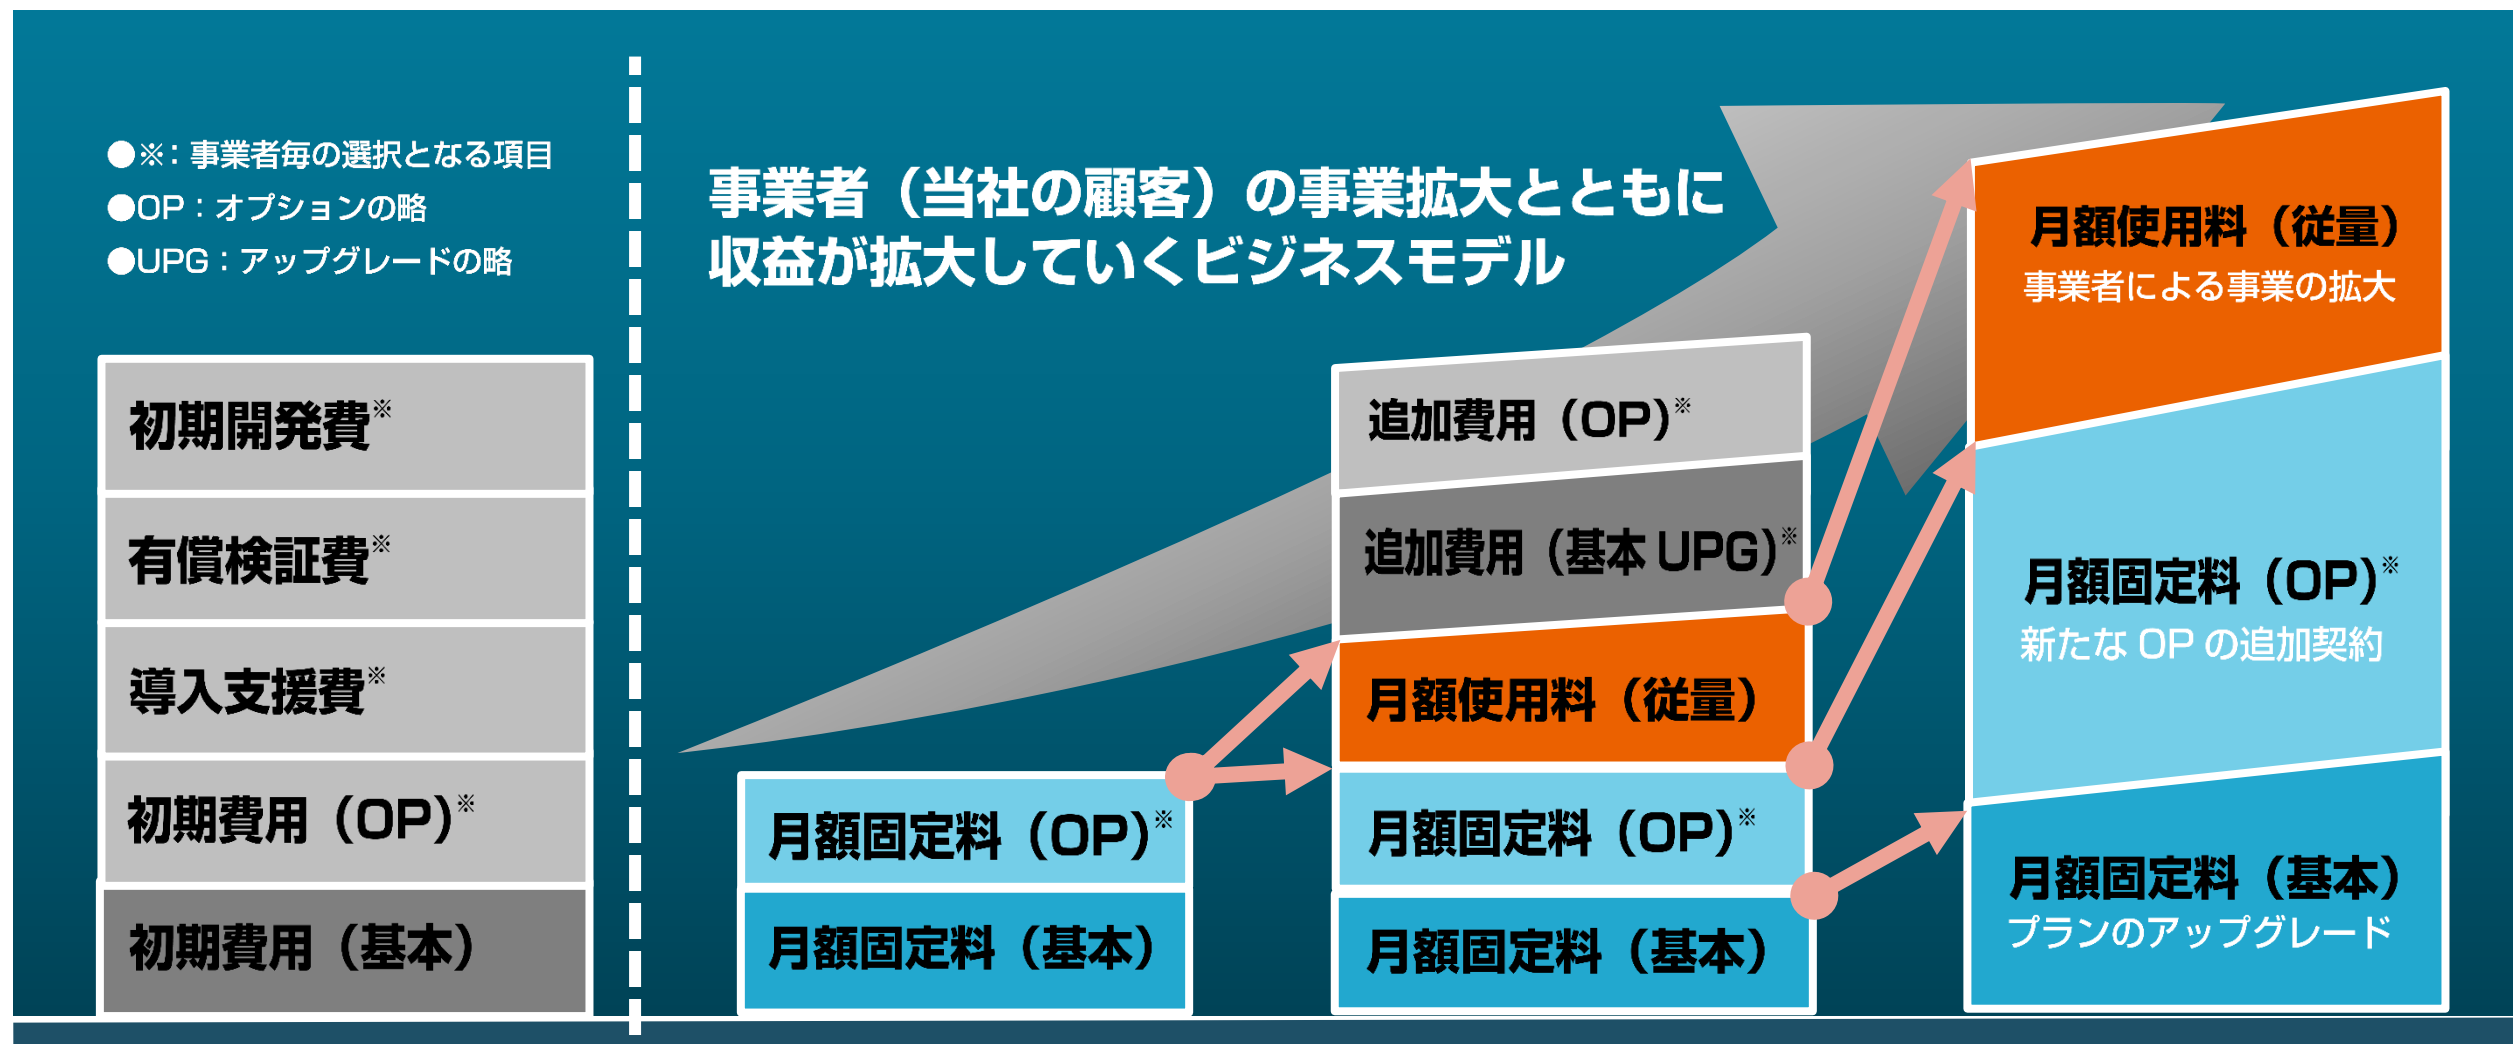 ●※：事業者毎の選択となる項目
●OP：オプションの略
●UPG：アップグレードの略
初期開発費※
有償検証費※
導入支援費※
初期費用（OP）※
初期費用（基本）
事業者（当社の顧客）の事業拡大とともに
収益が拡大していくビジネスモデル
月額固定料（OP）※
月額固定料（基本）
追加費用（OP）※
追加費用（基本 UPG）※
月額使用料（従量）
月額固定料（OP）※
月額固定料（基本）
月額使用料（従量）
事業者による事業の拡大
月額固定料（OP）※
新たな OP の追加契約
月額固定料（基本）
プランのアップグレード